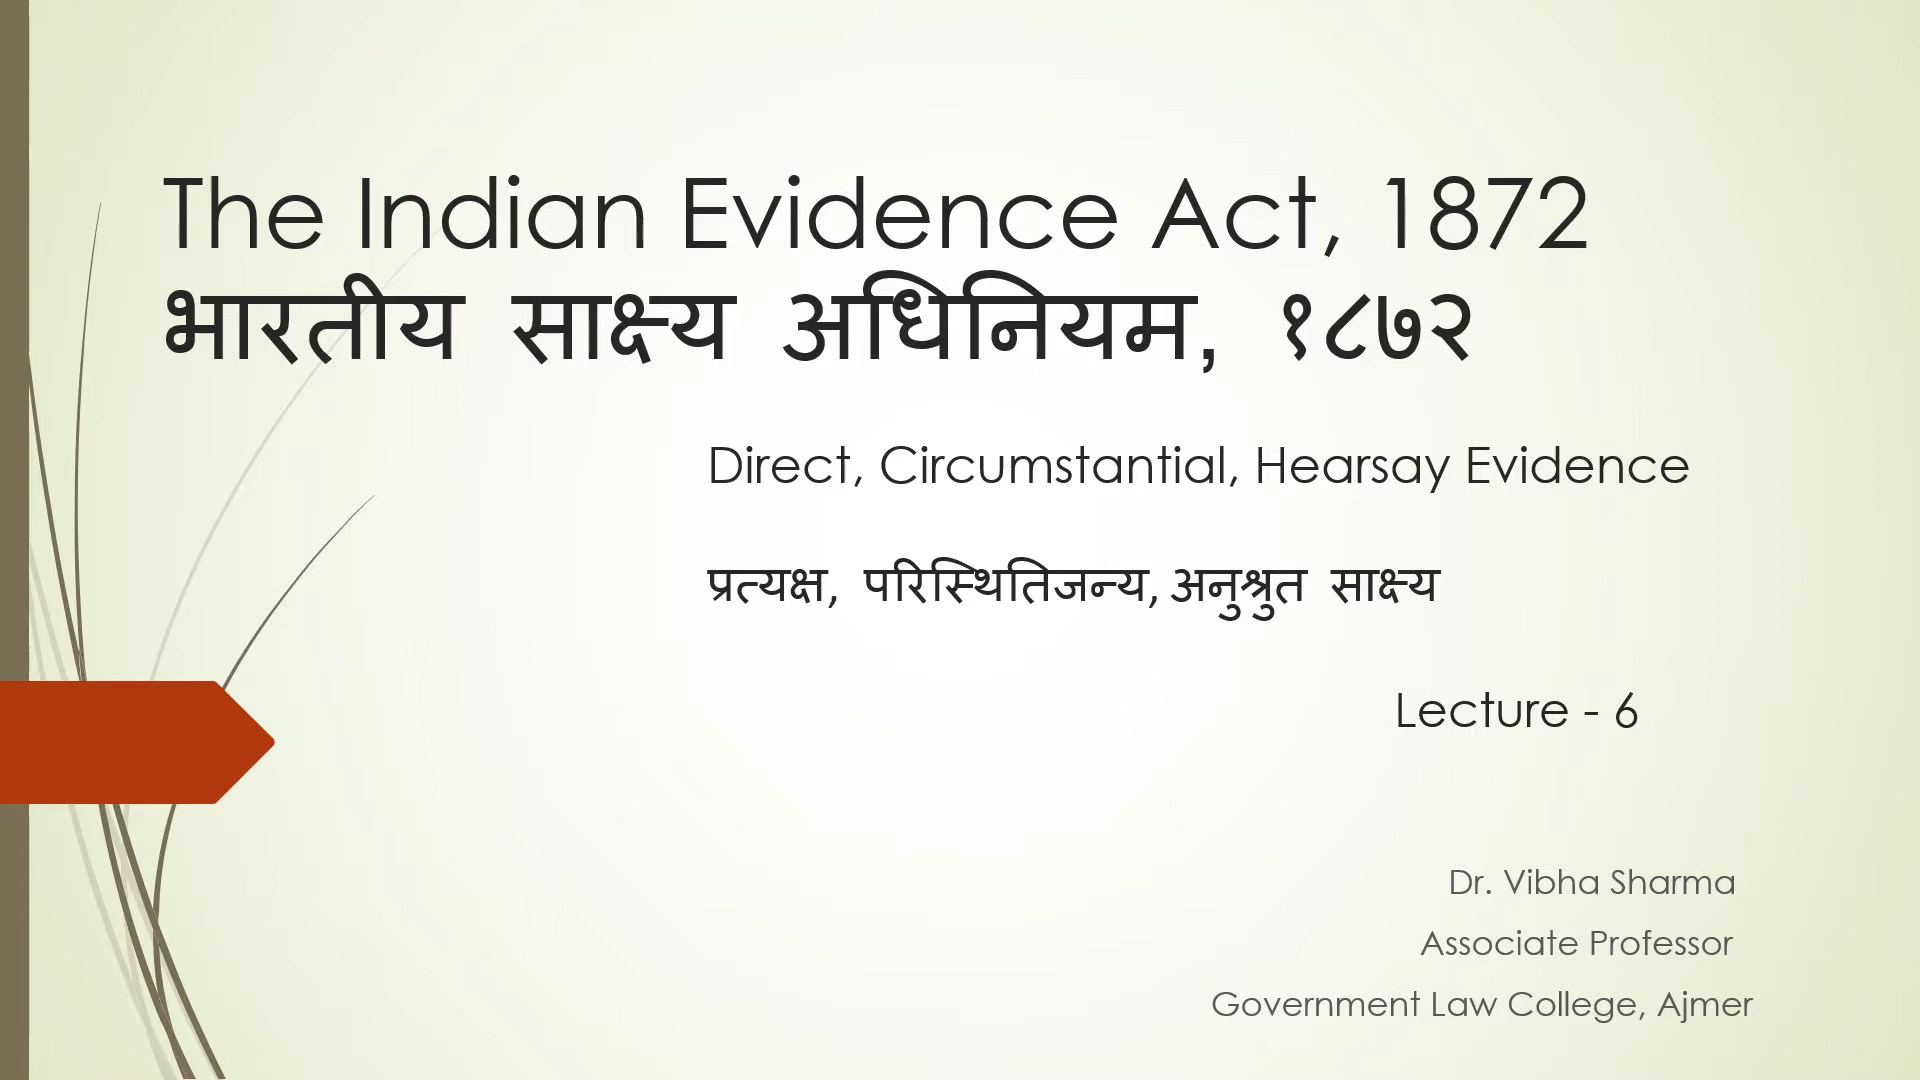 The Indian Evidence Act, 1872
भारतीय साक्ष्य अधिनियम, १८७२
Direct, Circumstantial, Hearsay Evidence
प्रत्यक्ष, परिस्थितिजन्य, अनुश्रुत साक्ष्य
Lecture - 6
Dr. Vibha Sharma
Associate Professor
Government Law College, Ajmer